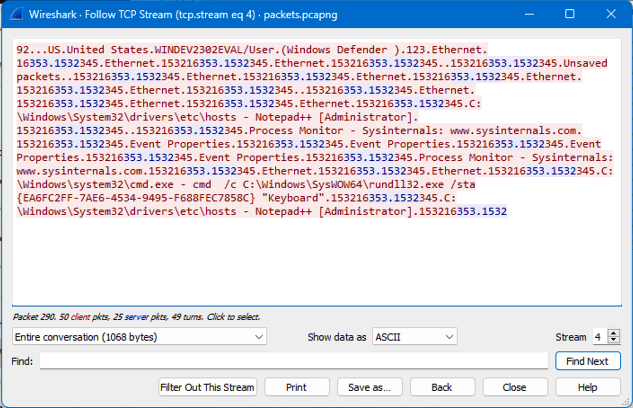 Wireshark · Follow TCP Stream (tcp.stream eq 4) · packets.pcapng
92...US.United States.WINDEV2302EVAL/User.(Windows Defender ).123.Ethernet.
16353.1532345.Ethernet.153216353.1532345.Ethernet.153216353.1532345..153216353.1532345.Unsaved
packets..153216353.1532345.Ethernet.153216353.1532345.Ethernet.153216353.1532345.Ethernet.
153216353.1532345.Ethernet.153216353.1532345..153216353.1532345.Ethernet.
153216353.1532345.Ethernet.153216353.1532345.Ethernet.153216353.1532345.C:
\Windows\System32\drivers\etc\hosts - Notepad++ [Administrator].
153216353.1532345..153216353.1532345.Process Monitor - Sysinternals: www.sysinternals.com.
153216353.1532345.Event Properties.153216353.1532345.Event Properties.153216353.1532345.Event
Properties.153216353.1532345.Event Properties.153216353.1532345.Process Monitor - Sysinternals:
www.sysinternals.com.153216353.1532345.Ethernet.153216353.1532345.Ethernet.153216353.1532345.C:
\Windows\system32\cmd.exe - cmd  /c C:\Windows\SysWOW64\rundll32.exe /sta
{EA6FC2FF-7AE6-4534-9495-F688FEC7858C} "Keyboard".153216353.1532345.C:
\Windows\System32\drivers\etc\hosts - Notepad++ [Administrator].153216353.1532
Packet 290. 50 client pkts, 25 server pkts, 49 turns. Click to select.
Entire conversation (1068 bytes) Show data as ASCII Stream 4
Find: Find Next
Filter Out This Stream Print Save as... Back Close Help